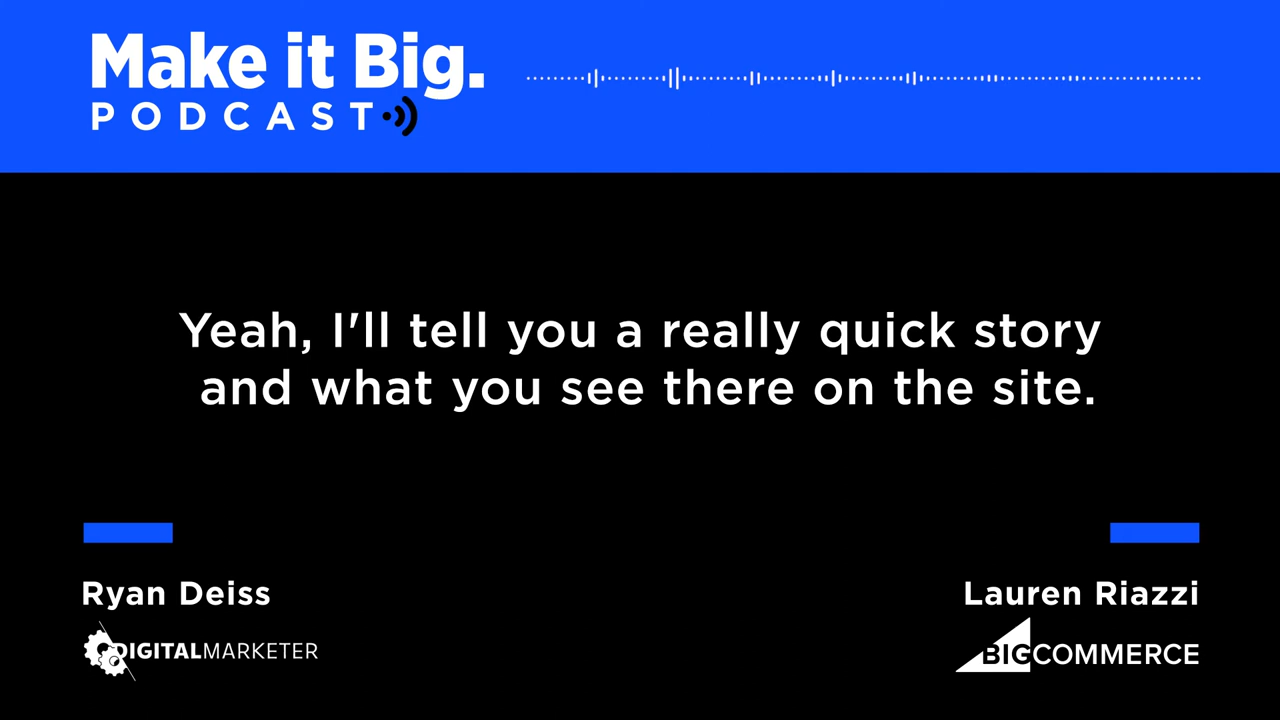 Make it Big.
PODCAST
Yeah, I'll tell you a really quick story
and what you see there on the site.
Ryan Deiss
Lauren Riazzi
DIGITALMARKETER
BIGCOMMERCE